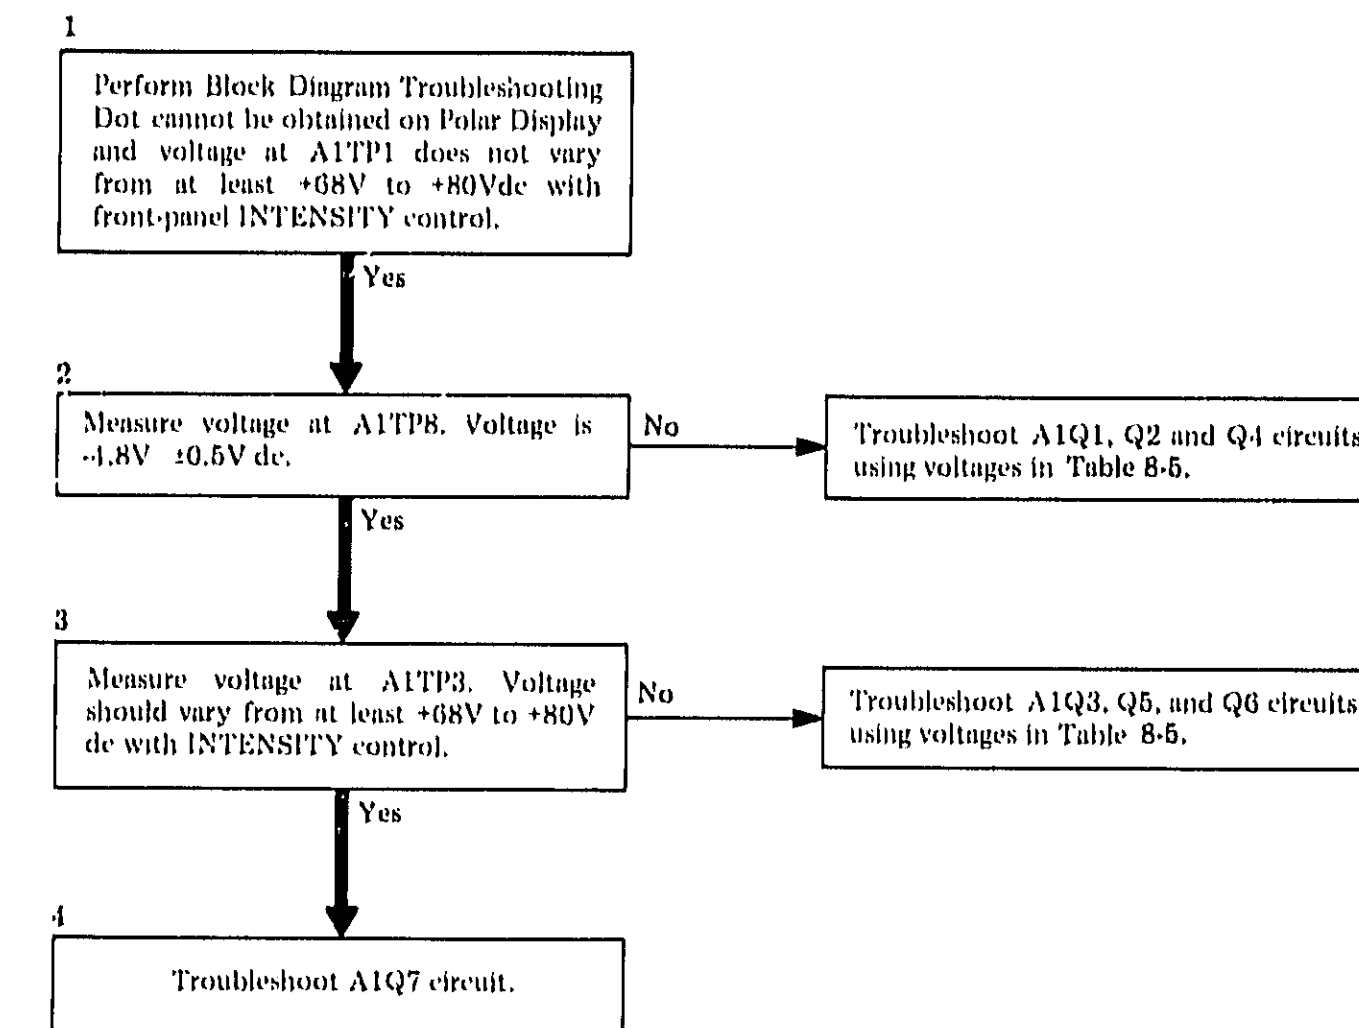 1
Perform Block Diagram Troubleshooting
Dot cannot be obtained on Polar Display
and voltage at A1TP1 does not vary
from at least +68V to +80Vdc with
front-panel INTENSITY control.
Yes
2
Measure voltage at A1TP8. Voltage is
±0.5V dc.
No
Troubleshoot A1Q1, Q2 and Q4 circuits
using voltages in Table 8-5.
Yes
3
Measure voltage at A1TP3. Voltage
should vary from at least +68V to +80V
dc with INTENSITY control.
No
Troubleshoot A1Q3, Q5, and Q6 circuits
using voltages in Table 8-5.
Yes
4
Troubleshoot A1Q7 circuit.